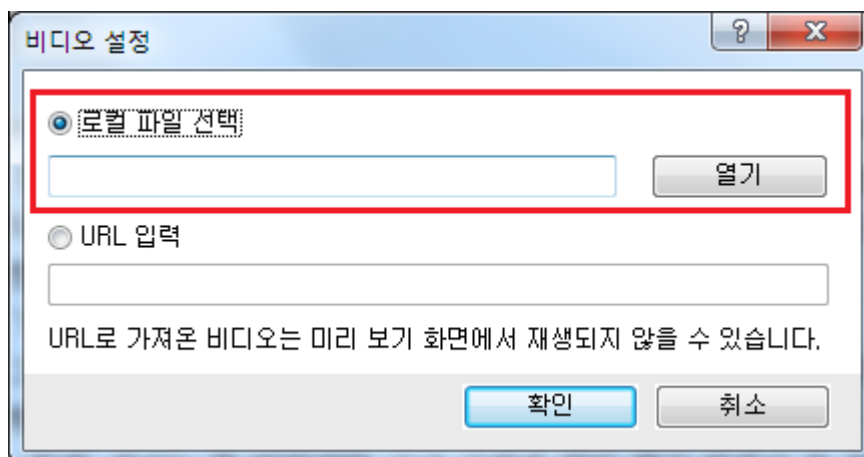 비디오 설정
로컬 파일 선택
열기
URL 입력
URL로 가져온 비디오는 미리 보기 화면에서 재생되지 않을 수 있습니다.
확인 취소